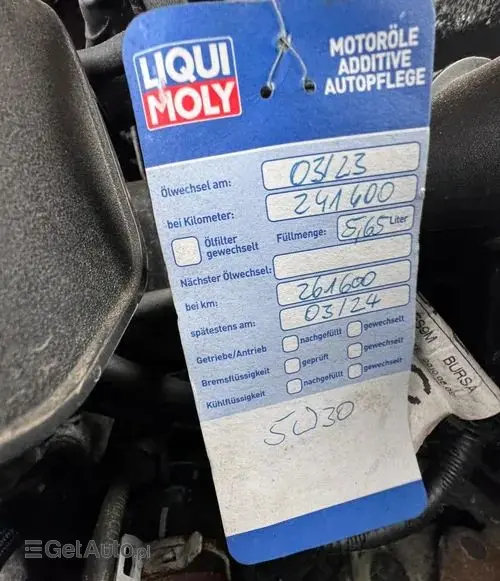 LIQUI
MOLY
MOTORÖLE
ADDITIVE
AUTOPFLEGE
Ölwechsel am: 03/23
bei Kilometer: 241600
Ölfilter gewechselt Füllmenge: 5,65 Liter
Nächster Ölwechsel:
bei km: 261600
spätestens am: 03/24
Getriebe/Antrieb nachgefüllt gewechselt
Bremsflüssigkeit geprüft gewechselt
Kühlflüssigkeit nachgefüllt gewechselt
5W30
BURSA
GetAuto.pl